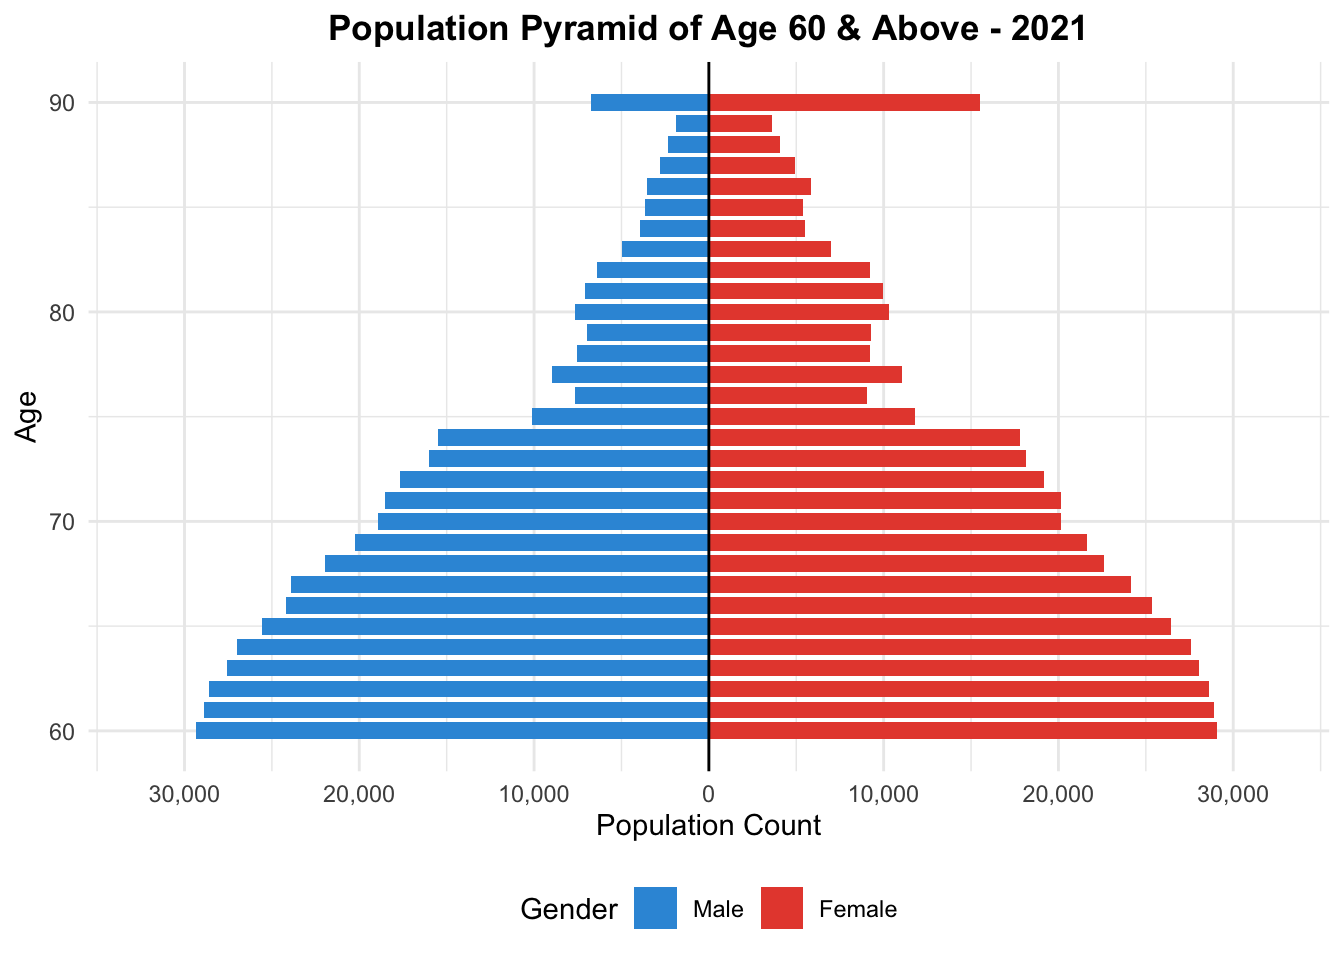 Population Pyramid of Age 60 & Above - 2021
90
80
70
60
Age
30,000 20,000 10,000 0 10,000 20,000 30,000
Population Count
Gender Male Female